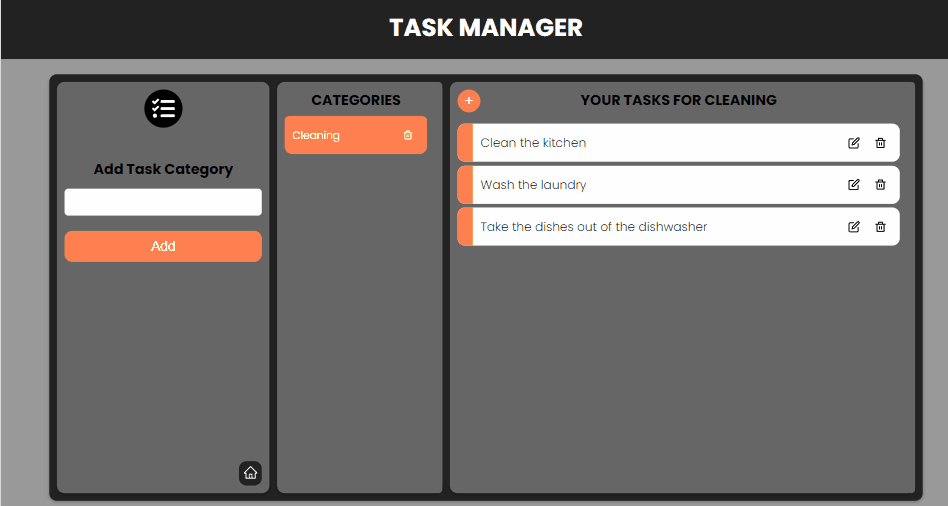 TASK MANAGER
Add Task Category
Add
CATEGORIES
Cleaning
+
YOUR TASKS FOR CLEANING
Clean the kitchen
Wash the laundry
Take the dishes out of the dishwasher